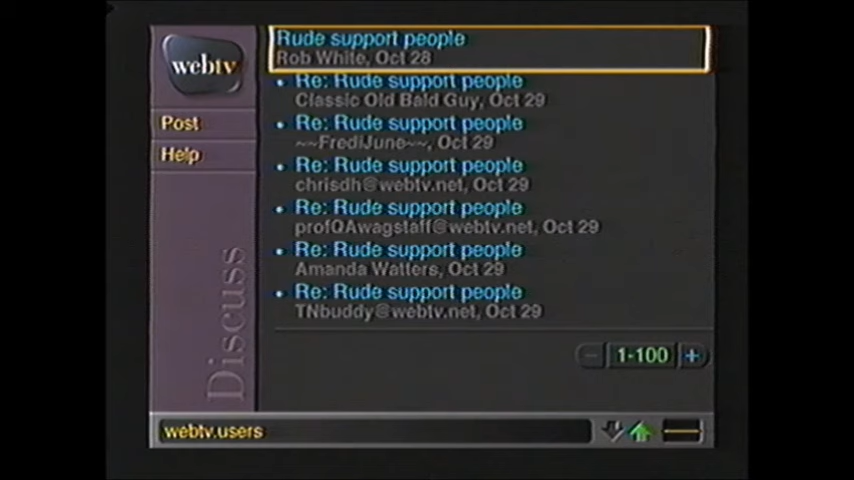 webtv
Post
Help
Discuss
Rude support people
Rob White, Oct 28
• Re: Rude support people
Classic Old Bald Guy, Oct 29
• Re: Rude support people
~~FrediJune~~, Oct 29
• Re: Rude support people
chrisdh@webtv.net, Oct 29
• Re: Rude support people
profQAwagstaff@webtv.net, Oct 29
• Re: Rude support people
Amanda Watters, Oct 29
• Re: Rude support people
TNbuddy@webtv.net, Oct 29
- 1-100 +
webtv.users